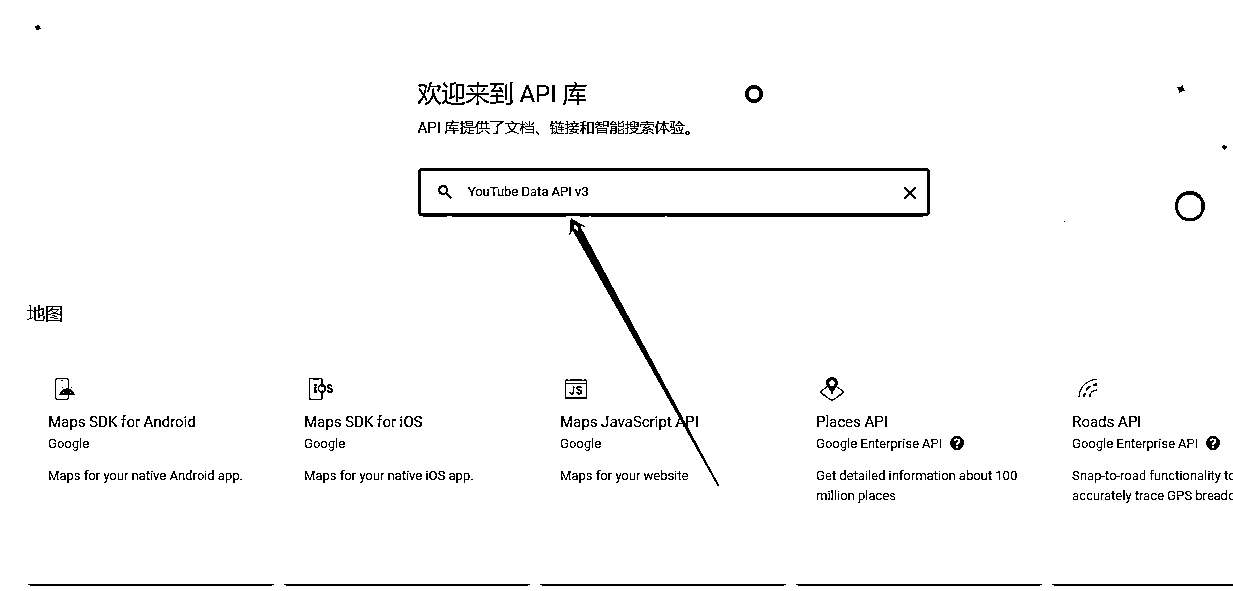 欢迎来到 API 库
API 库提供了文档、链接和智能搜索体验。
YouTube Data API v3
地图
iOS
JS
Maps SDK for Android
Google
Maps for your native Android app.
Maps SDK for iOS
Google
Maps for your native iOS app.
Maps JavaScript API
Google
Maps for your website
Places API
Google Enterprise API
Get detailed information about 100
million places
Roads API
Google Enterprise API
Snap-to-road functionality to
accurately trace GPS breadc